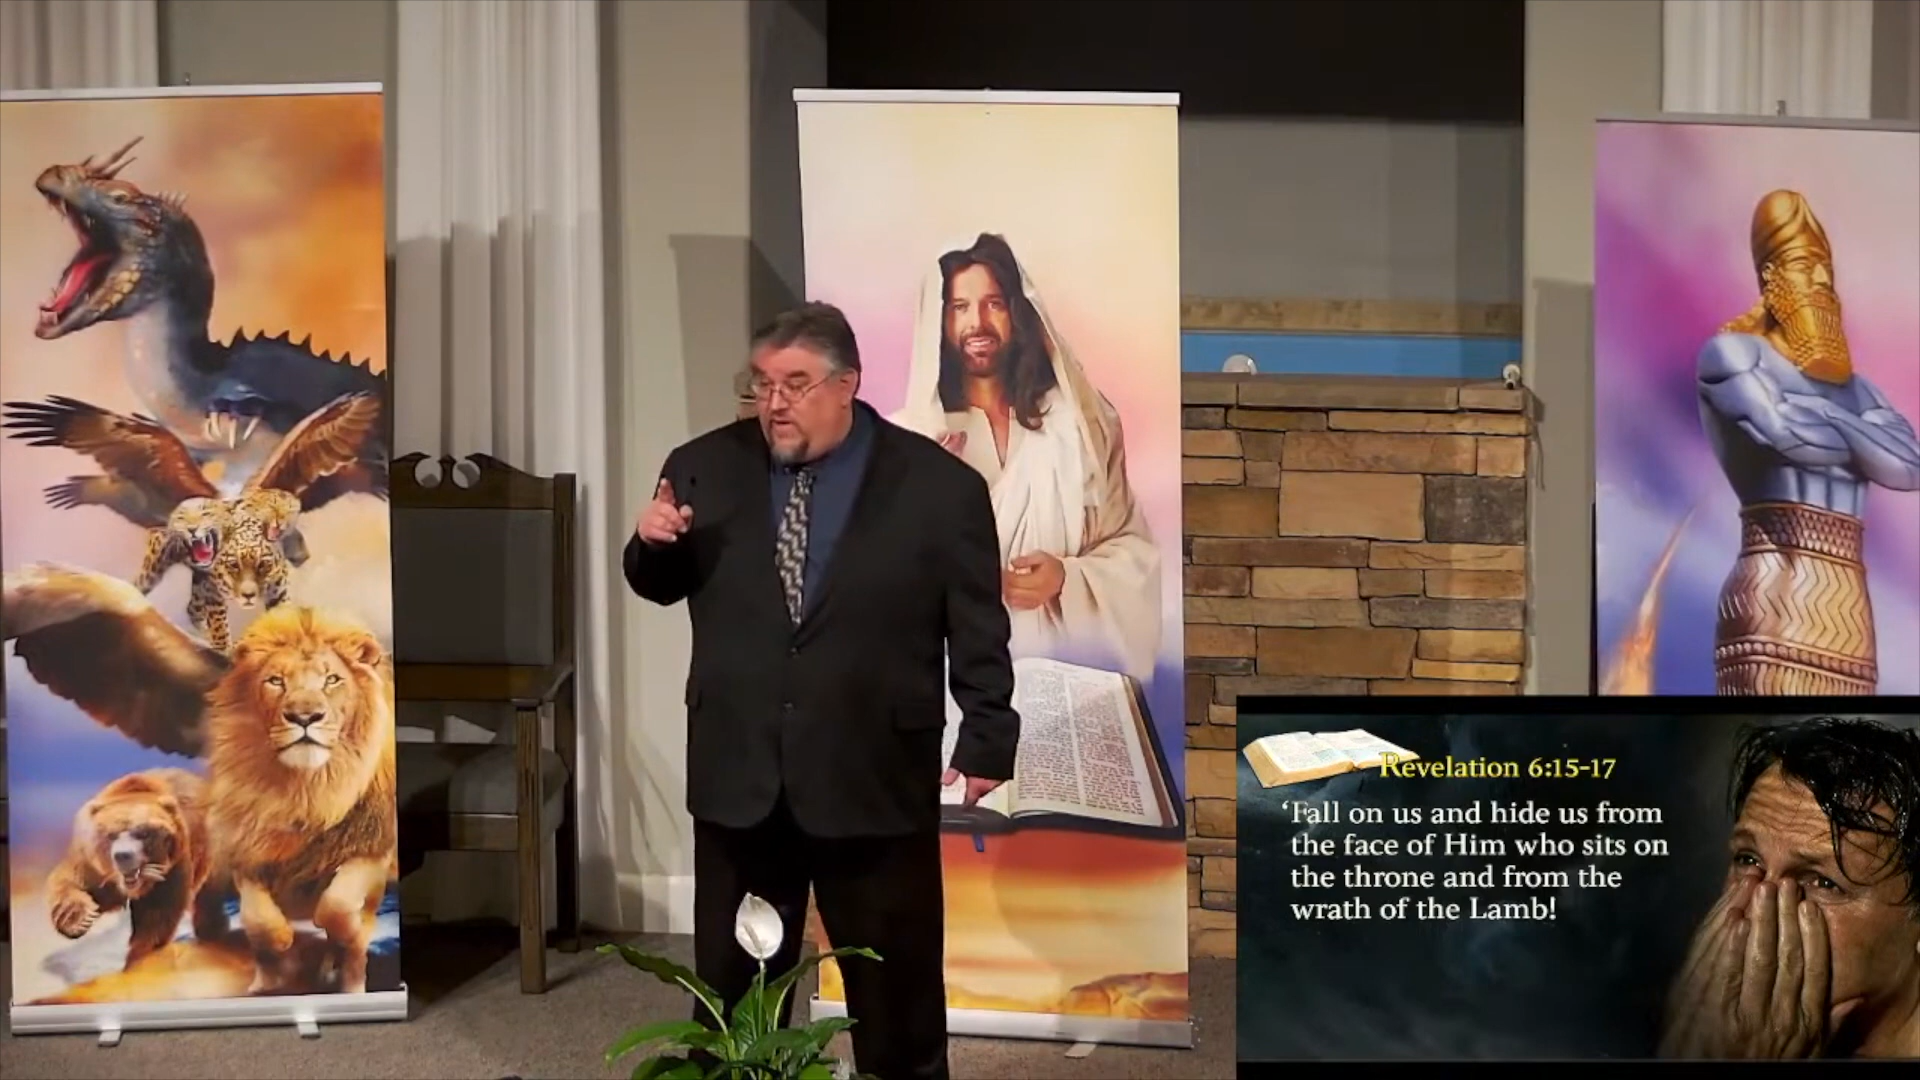 Revelation 6:15-17
‘Fall on us and hide us from
the face of Him who sits on
the throne and from the
wrath of the Lamb!